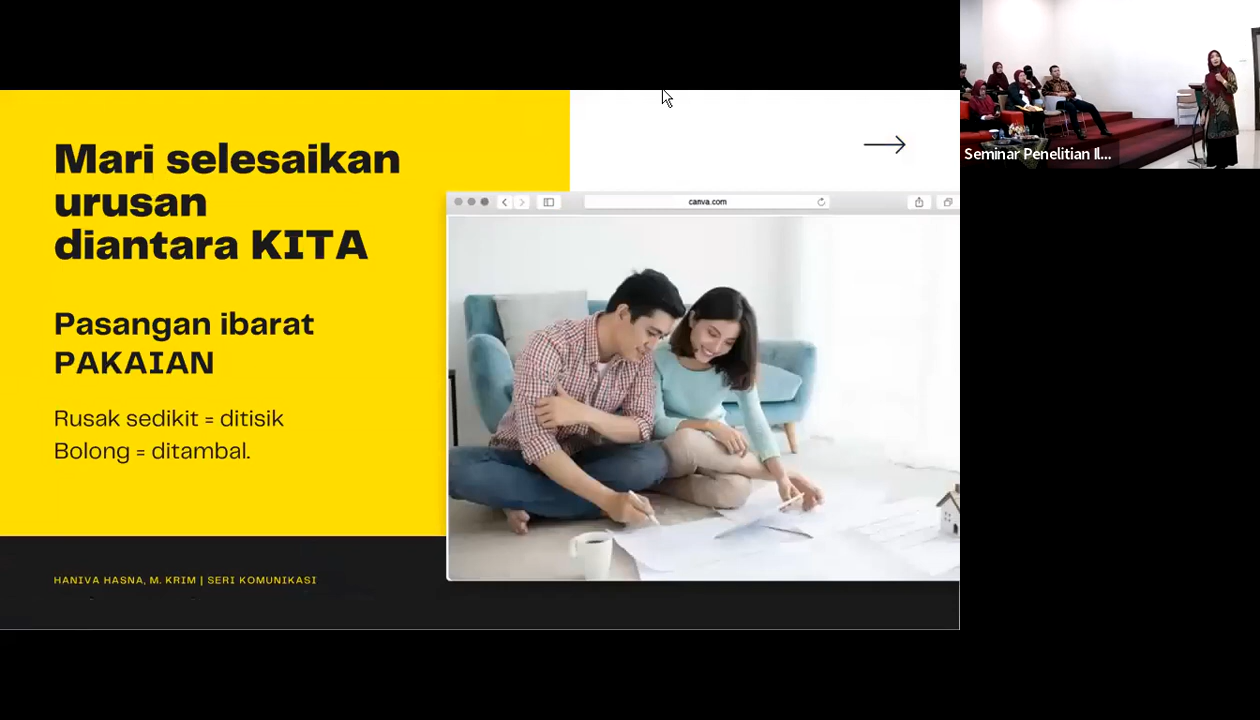 Mari selesaikan
urusan
diantara KITA
Pasangan ibarat
PAKAIAN
Rusak sedikit = ditisik
Bolong = ditambal.
HANIVA HASNA, M. KRIM | SERI KOMUNIKASI
canva.com
Seminar Penelitian Il...